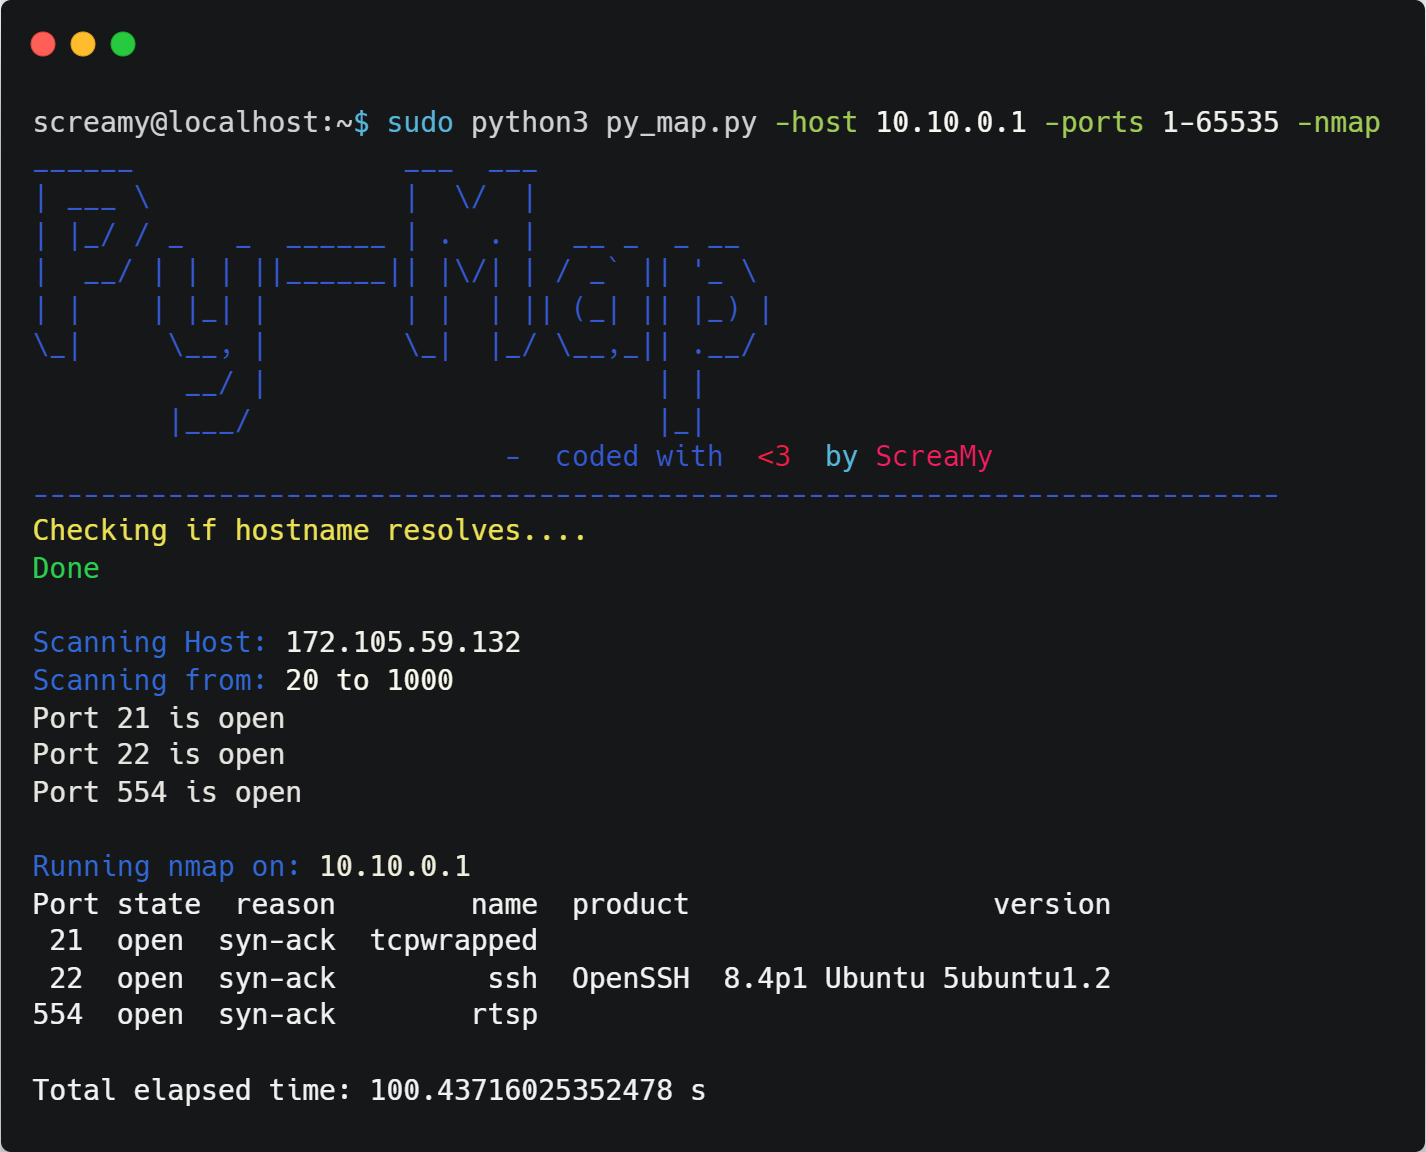 screamy@localhost:~$ sudo python3 py_map.py -host 10.10.0.1 -ports 1-65535 -nmap
______                ___  ___
| ___ \               |  \/  |
| |_/ / _   _  ______ | .  . |  __ _  _ __
|  __/ | | | ||______|| |\/| | / _` || '_ \
| |    | |_| |        | |  | || (_| || |_) |
\_|     \__, |        \_|  |_/ \__,_|| .__/
         __/ |                       | |
        |___/                        |_|
                            -  coded with  <3  by ScreaMy
--------------------------------------------------------------------------
Checking if hostname resolves....
Done
Scanning Host: 172.105.59.132
Scanning from: 20 to 1000
Port 21 is open
Port 22 is open
Port 554 is open
Running nmap on: 10.10.0.1
Port state  reason        name  product                  version
 21  open  syn-ack  tcpwrapped
 22  open  syn-ack         ssh  OpenSSH  8.4p1 Ubuntu 5ubuntu1.2
554  open  syn-ack        rtsp
Total elapsed time: 100.43716025352478 s